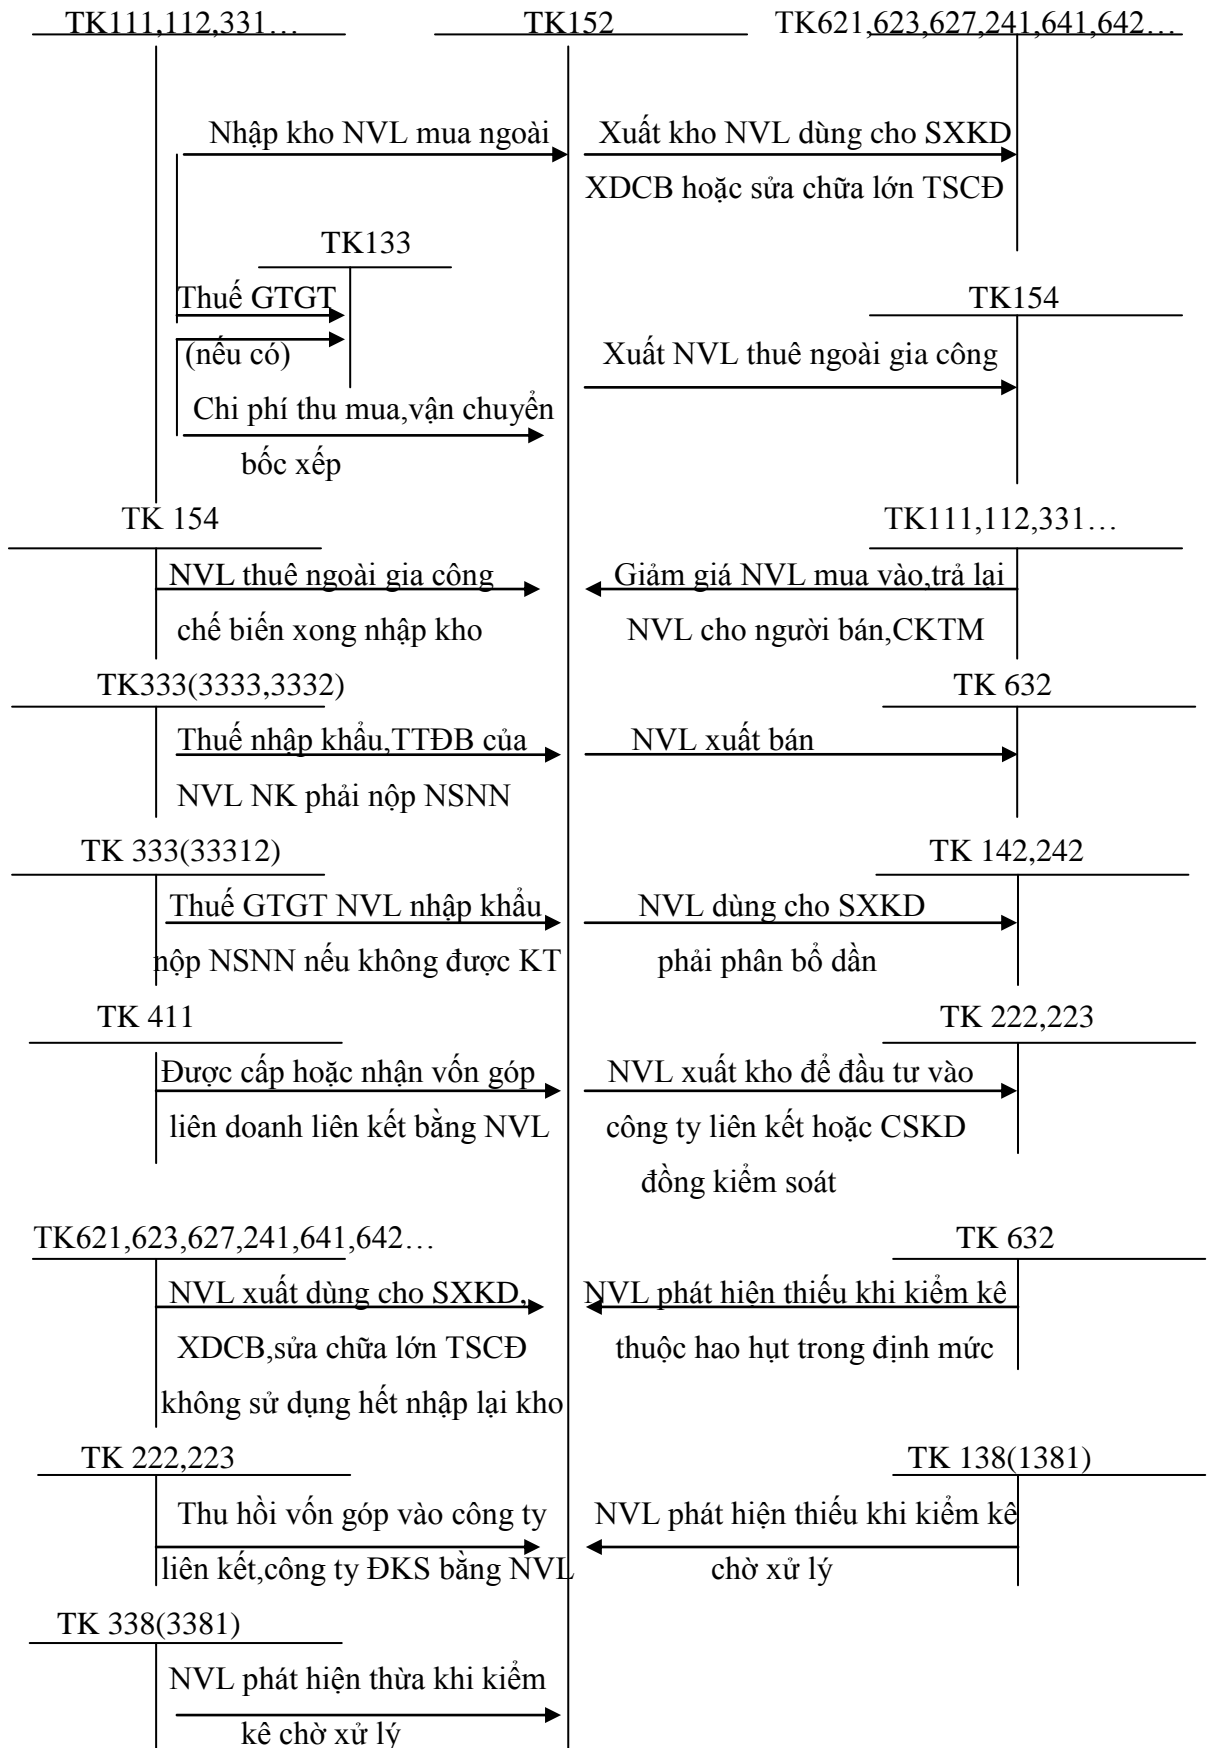 TK111,112,331… TK152 TK621,623,627,241,641,642…
Nhập kho NVL mua ngoài Xuất kho NVL dùng cho SXKD
XDCB hoặc sửa chữa lớn TSCĐ
TK133
Thuế GTGT TK154
(nếu có) Xuất NVL thuê ngoài gia công
Chi phí thu mua,vận chuyển
bốc xếp
TK 154 TK111,112,331…
NVL thuê ngoài gia công Giảm giá NVL mua vào,trả lại
chế biến xong nhập kho NVL cho người bán,CKTM
TK333(3333,3332) TK 632
Thuế nhập khẩu,TTĐB của NVL xuất bán
NVL NK phải nộp NSNN
TK 333(33312) TK 142,242
Thuế GTGT NVL nhập khẩu NVL dùng cho SXKD
nộp NSNN nếu không được KT phải phân bổ dần
TK 411 TK 222,223
Được cấp hoặc nhận vốn góp NVL xuất kho để đầu tư vào
liên doanh liên kết bằng NVL công ty liên kết hoặc CSKD
đồng kiểm soát
TK621,623,627,241,641,642… TK 632
NVL xuất dùng cho SXKD, NVL phát hiện thiếu khi kiểm kê
XDCB,sửa chữa lớn TSCĐ thuộc hao hụt trong định mức
không sử dụng hết nhập lại kho
TK 222,223 TK 138(1381)
Thu hồi vốn góp vào công ty NVL phát hiện thiếu khi kiểm kê
liên kết,công ty ĐKS bằng NVL chờ xử lý
TK 338(3381)
NVL phát hiện thừa khi kiểm
kê chờ xử lý